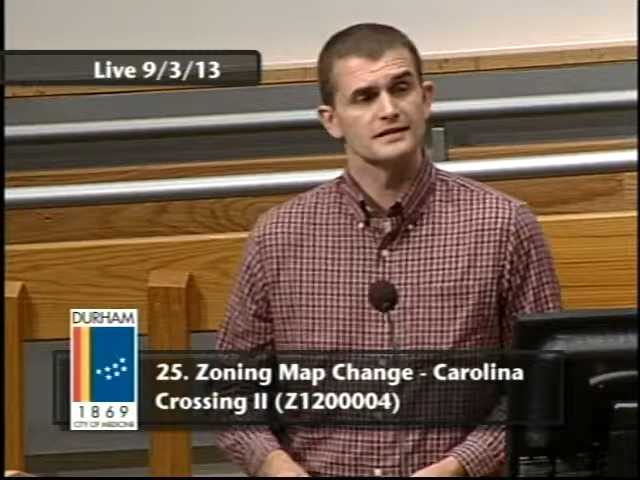 Live 9/3/13
DURHAM
1869
CITY OF MEDICINE
25. Zoning Map Change - Carolina
Crossing II (Z1200004)